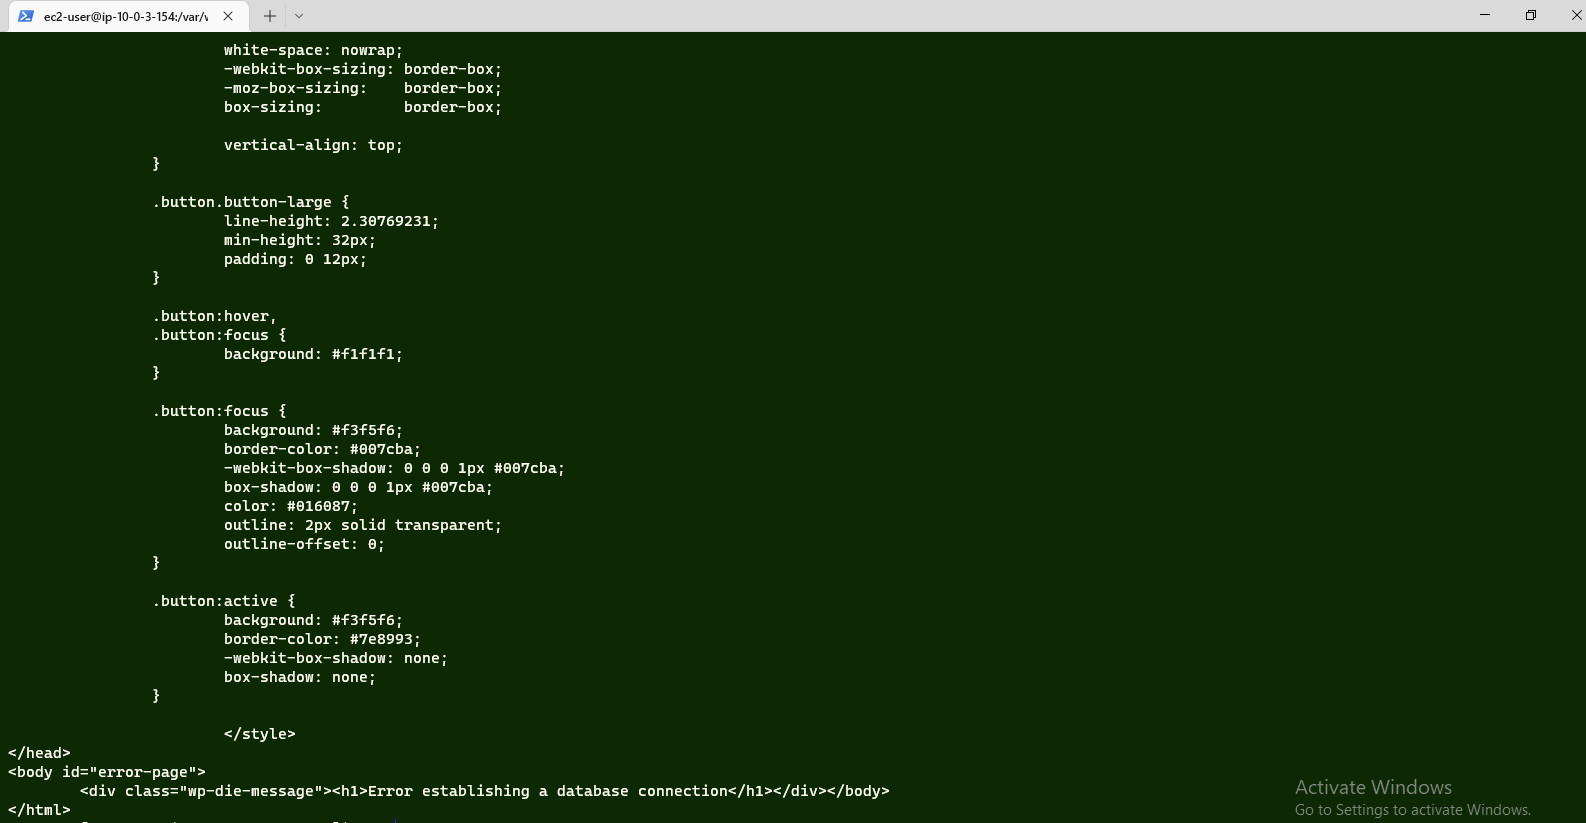 ec2-user@ip-10-0-3-154:/var/
white-space: nowrap;
-webkit-box-sizing: border-box;
-moz-box-sizing:    border-box;
box-sizing:         border-box;
vertical-align: top;
}
.button.button-large {
line-height: 2.30769231;
min-height: 32px;
padding: 0 12px;
}
.button:hover,
.button:focus {
background: #f1f1f1;
}
.button:focus {
background: #f3f5f6;
border-color: #007cba;
-webkit-box-shadow: 0 0 0 1px #007cba;
box-shadow: 0 0 0 1px #007cba;
color: #016087;
outline: 2px solid transparent;
outline-offset: 0;
}
.button:active {
background: #f3f5f6;
border-color: #7e8993;
-webkit-box-shadow: none;
box-shadow: none;
}
</style>
</head>
<body id="error-page">
<div class="wp-die-message"><h1>Error establishing a database connection</h1></div></body>
</html>
Activate Windows
Go to Settings to activate Windows.